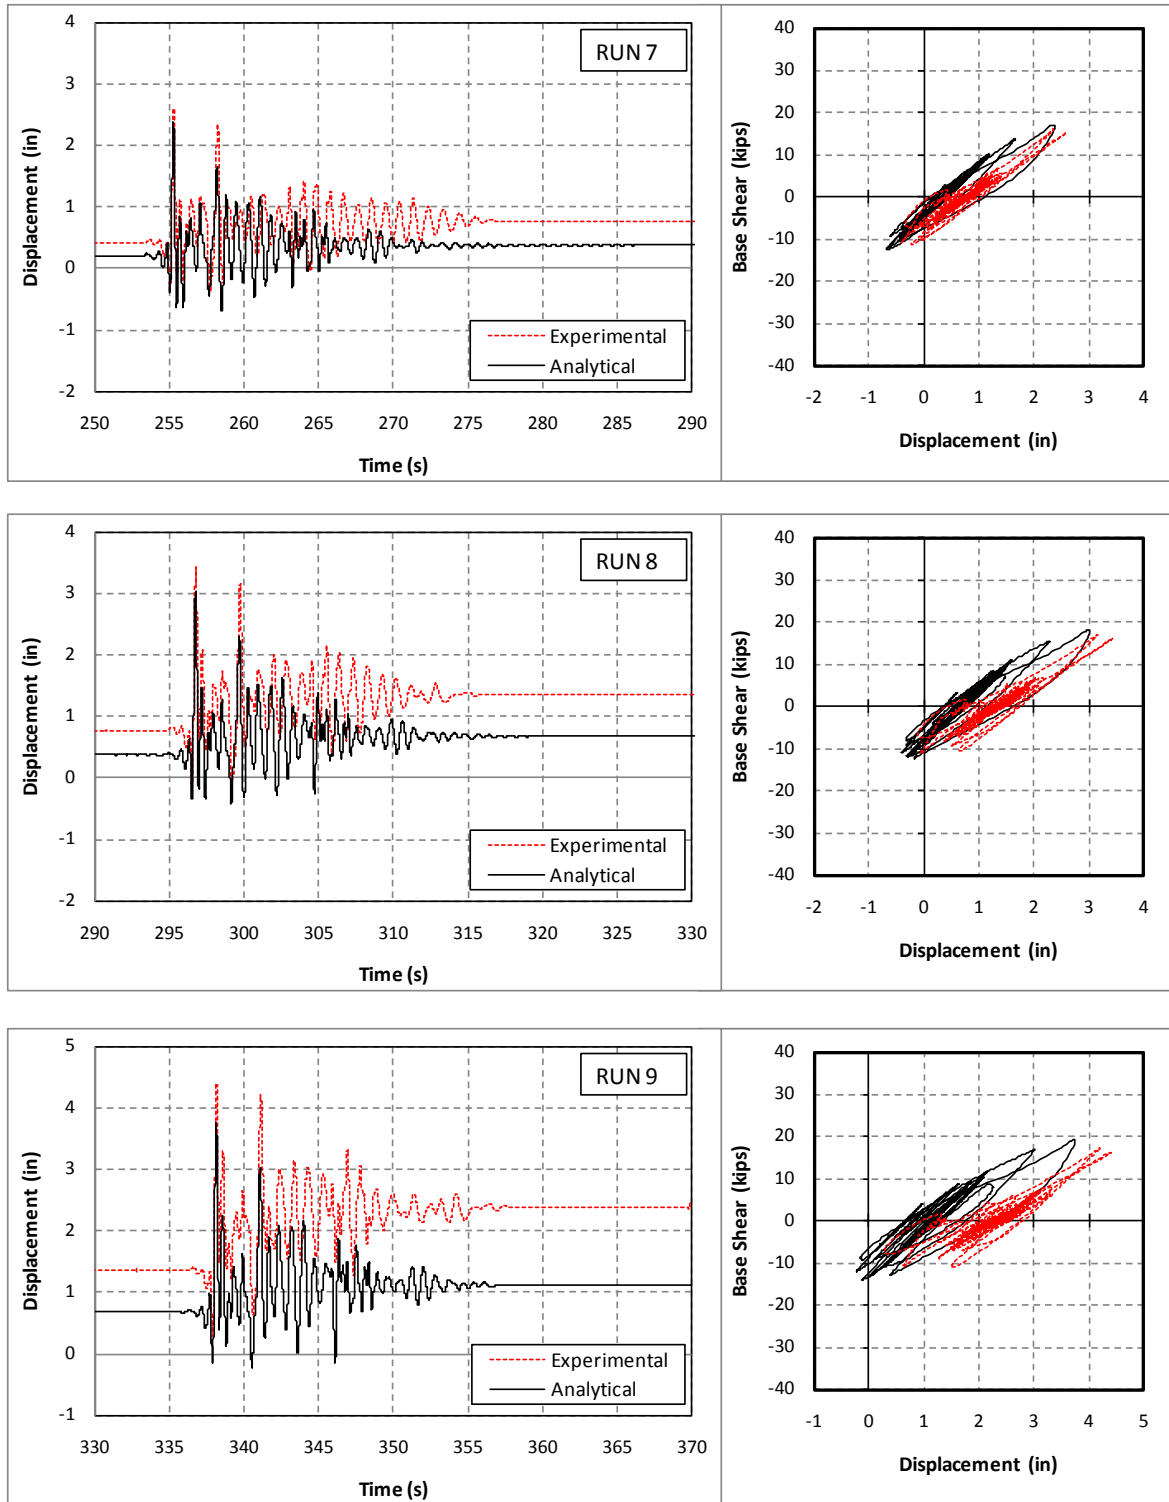 RUN 7
Displacement (in)
4
3
2
1
0
-1
-2
250 255 260 265 270 275 280 285 290
Time (s)
Experimental
Analytical
Base Shear (kips)
40
30
20
10
0
-10
-20
-30
-40
-2 -1 0 1 2 3 4
Displacement (in)
RUN 8
Displacement (in)
4
3
2
1
0
-1
-2
290 295 300 305 310 315 320 325 330
Time (s)
Experimental
Analytical
Base Shear (kips)
40
30
20
10
0
-10
-20
-30
-40
-2 -1 0 1 2 3 4
Displacement (in)
RUN 9
Displacement (in)
5
4
3
2
1
0
-1
330 335 340 345 350 355 360 365 370
Time (s)
Experimental
Analytical
Base Shear (kips)
40
30
20
10
0
-10
-20
-30
-40
-1 0 1 2 3 4 5
Displacement (in)